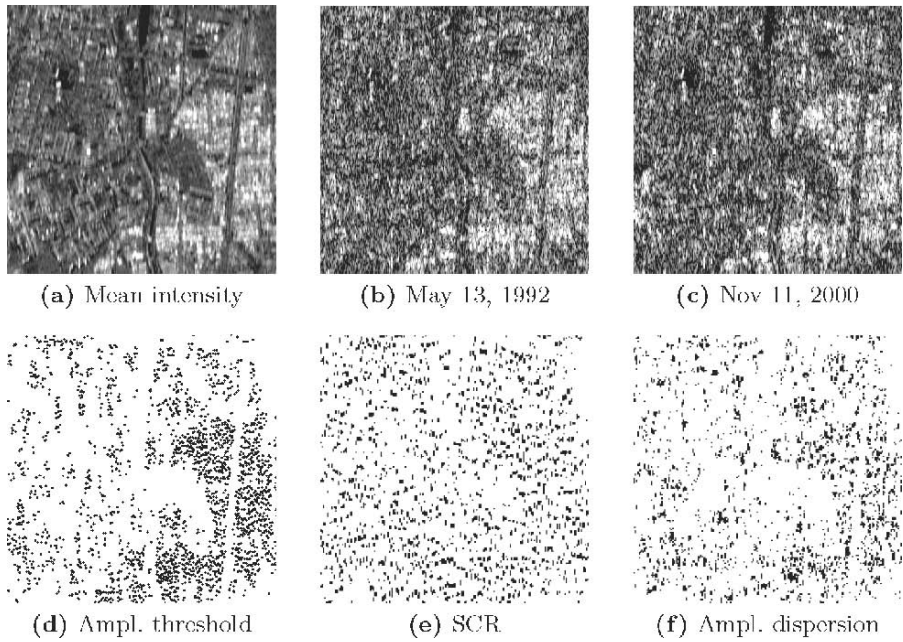 (a) Mean intensity
(b) May 13, 1992
(c) Nov 11, 2000
(d) Ampl. threshold
(e) SCR
(f) Ampl. dispersion